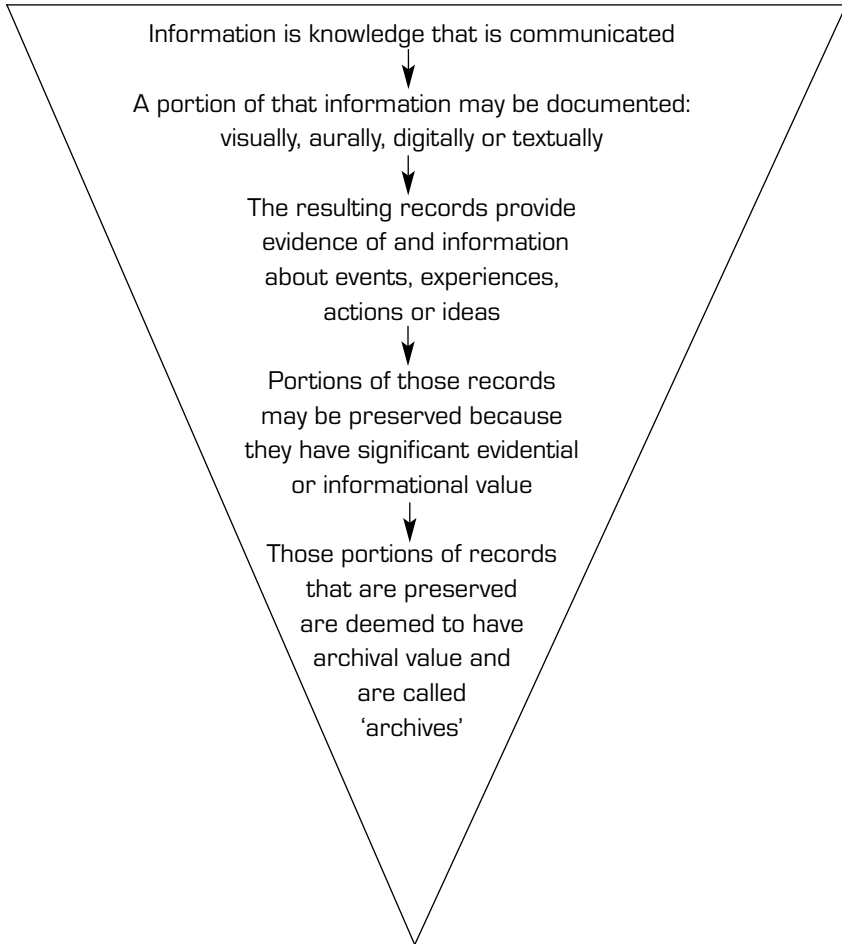 Information is knowledge that is communicated
A portion of that information may be documented:
visually, aurally, digitally or textually
The resulting records provide
evidence of and information
about events, experiences,
actions or ideas
Portions of those records
may be preserved because
they have significant evidential
or informational value
Those portions of records
that are preserved
are deemed to have
archival value and
are called
‘archives’